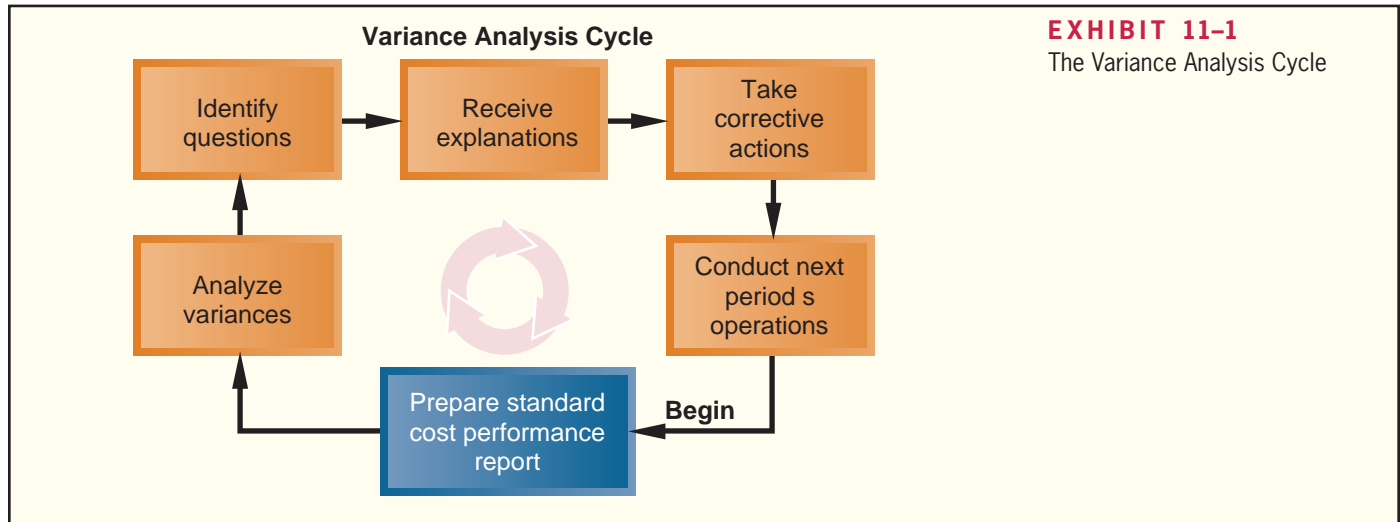 Variance Analysis Cycle
EXHIBIT 11–1
The Variance Analysis Cycle
Identify
questions
Receive
explanations
Take
corrective
actions
Analyze
variances
Conduct next
period s
operations
Prepare standard
cost performance
report
Begin